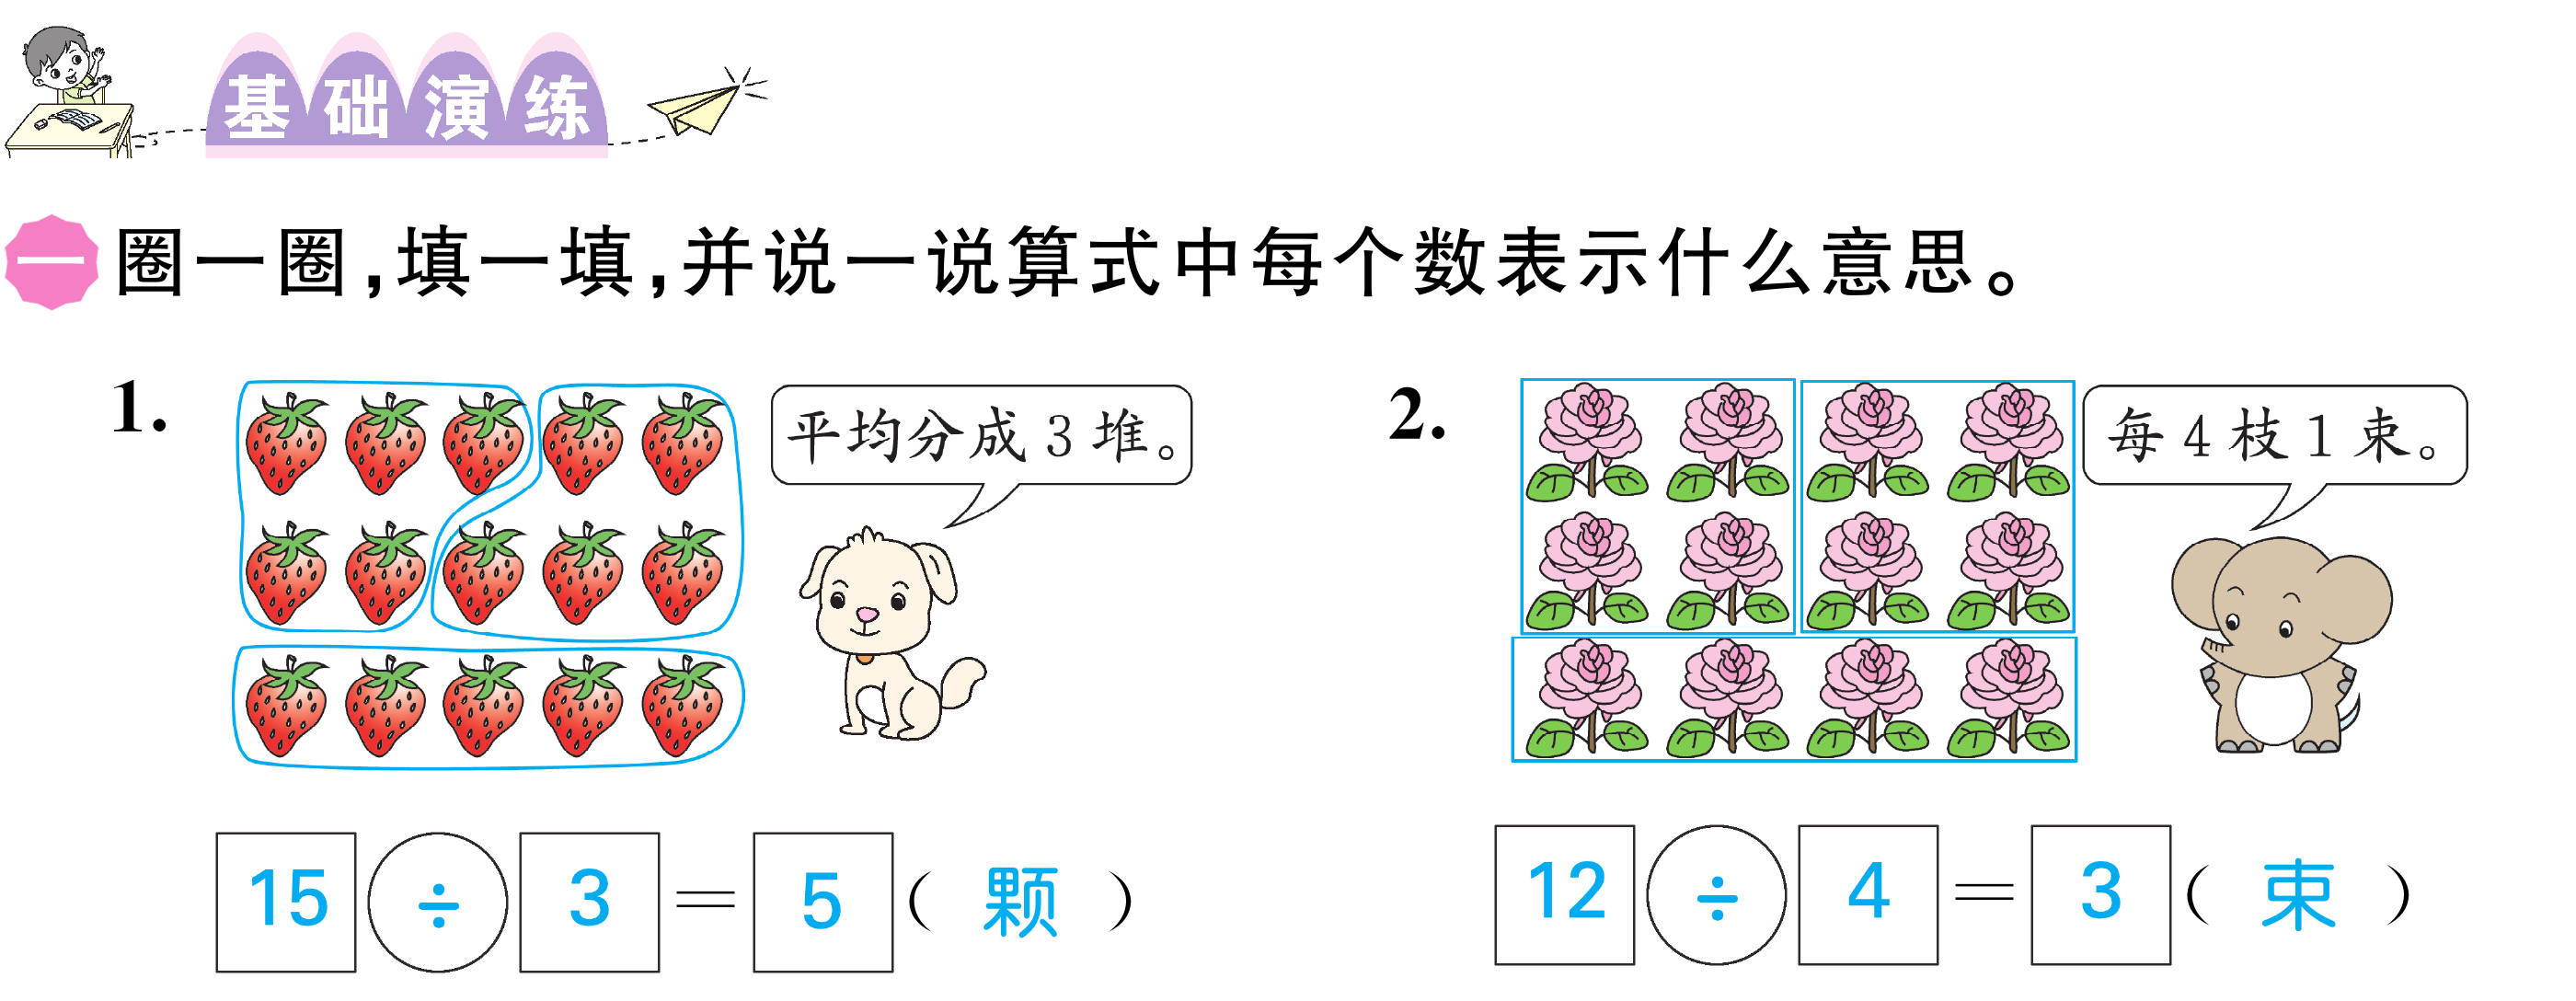 基础演练
一 圈一圈,填一填,并说一说算式中每个数表示什么意思。
1.
平均分成 3 堆。
15 ÷ 3 = 5 ( 颗 )
2.
每 4 枝 1 束。
12 ÷ 4 = 3 ( 束 )